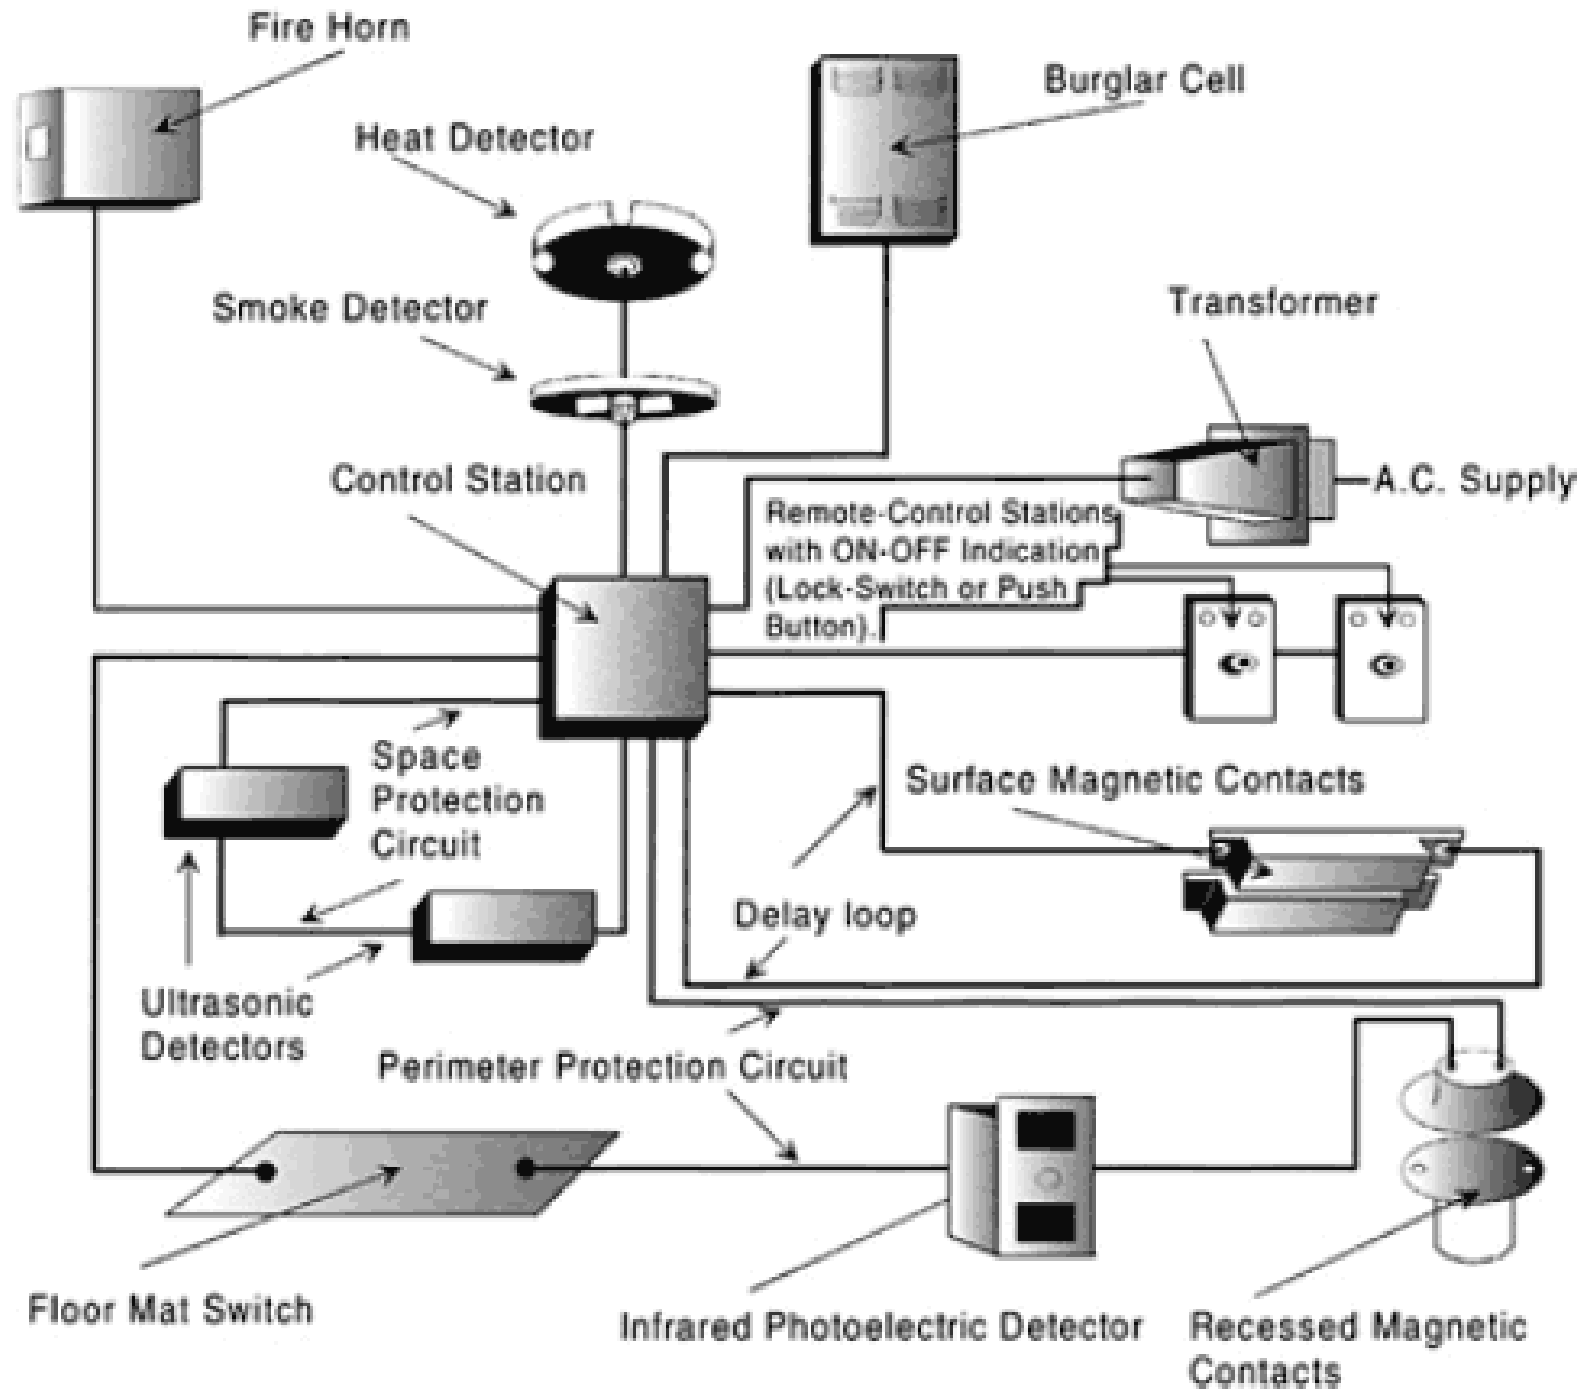 Fire Horn
Burglar Cell
Heat Detector
Smoke Detector
Transformer
Control Station
A.C. Supply
Remote-Control Stations
with ON-OFF Indication
(Lock-Switch or Push
Button).
Space
Protection
Circuit
Surface Magnetic Contacts
Delay loop
Ultrasonic
Detectors
Perimeter Protection Circuit
Floor Mat Switch
Infrared Photoelectric Detector
Recessed Magnetic
Contacts